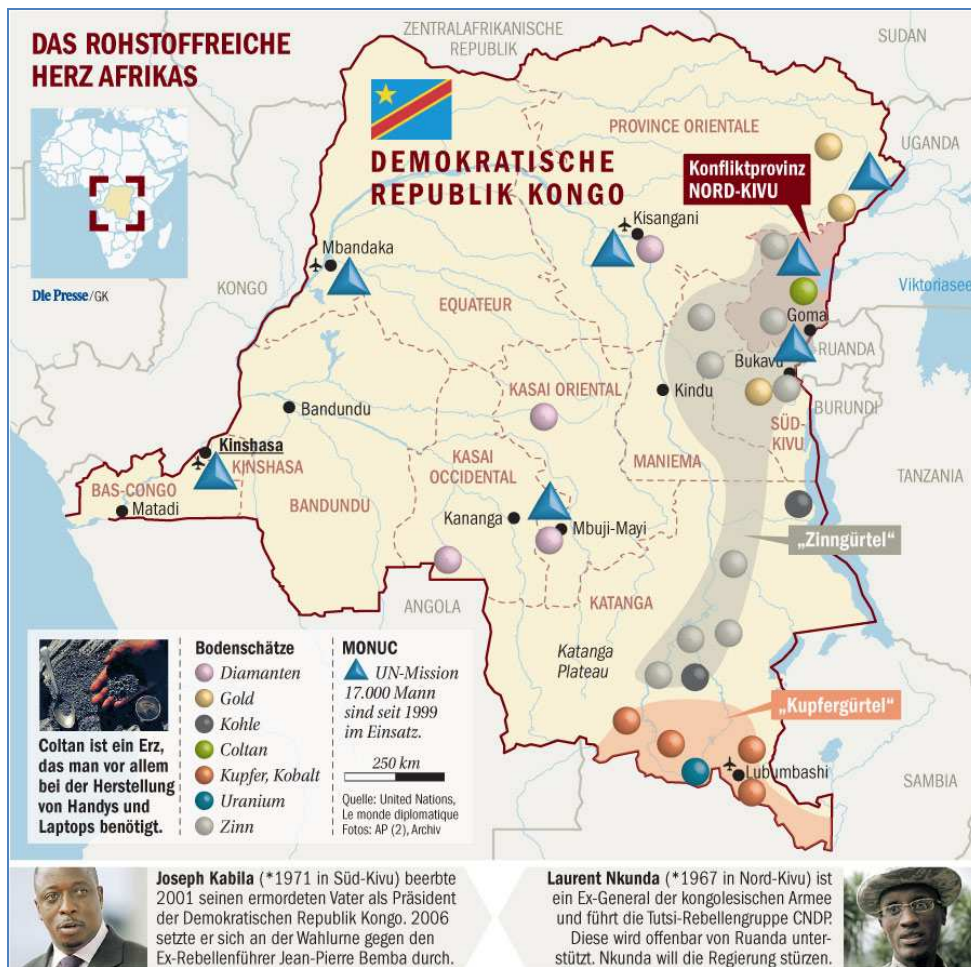 DAS ROHSTOFFREICHE
HERZ AFRIKAS
ZENTRALAFRIKANISCHE
REPUBLIK
SUDAN
DEMOKRATISCHE
REPUBLIK KONGO
PROVINCE ORIENTALE
UGANDA
Konfliktprovinz
NORD-KIVU
Kisangani
Mbandaka
Die Presse/GK
KONGO
EQUATEUR
Viktoriasee
Goma
RUANDA
Bukavu
Kindu
KASAI ORIENTAL
BURUNDI
Bandundu
SÜD-
KIVU
Kinshasa
KINSHASA
KASAI
OCCIDENTAL
MANIEMA
TANZANIA
BAS-CONGO
Matadi
BANDUNDU
Kananga
Mbuji-Mayi
„Zinngürtel“
ANGOLA
KATANGA
Katanga
Plateau
„Kupfergürtel“
Lubumbashi
SAMBIA
Coltan ist ein Erz,
das man vor allem
bei der Herstellung
von Handys und
Laptops benötigt.
Bodenschätze
Diamanten
Gold
Kohle
Coltan
Kupfer, Kobalt
Uranium
Zinn
MONUC
UN-Mission
17.000 Mann
sind seit 1999
im Einsatz.
250 km
Quelle: United Nations,
Le monde diplomatique
Fotos: AP (2), Archiv
Joseph Kabila (*1971 in Süd-Kivu) beerbte
2001 seinen ermordeten Vater als Präsident
der Demokratischen Republik Kongo. 2006
setzte er sich an der Wahlurne gegen den
Ex-Rebellenführer Jean-Pierre Bemba durch.
Laurent Nkunda (*1967 in Nord-Kivu) ist
ein Ex-General der kongolesischen Armee
und führt die Tutsi-Rebellengruppe CNDP.
Diese wird offenbar von Ruanda unter-
stützt. Nkunda will die Regierung stürzen.